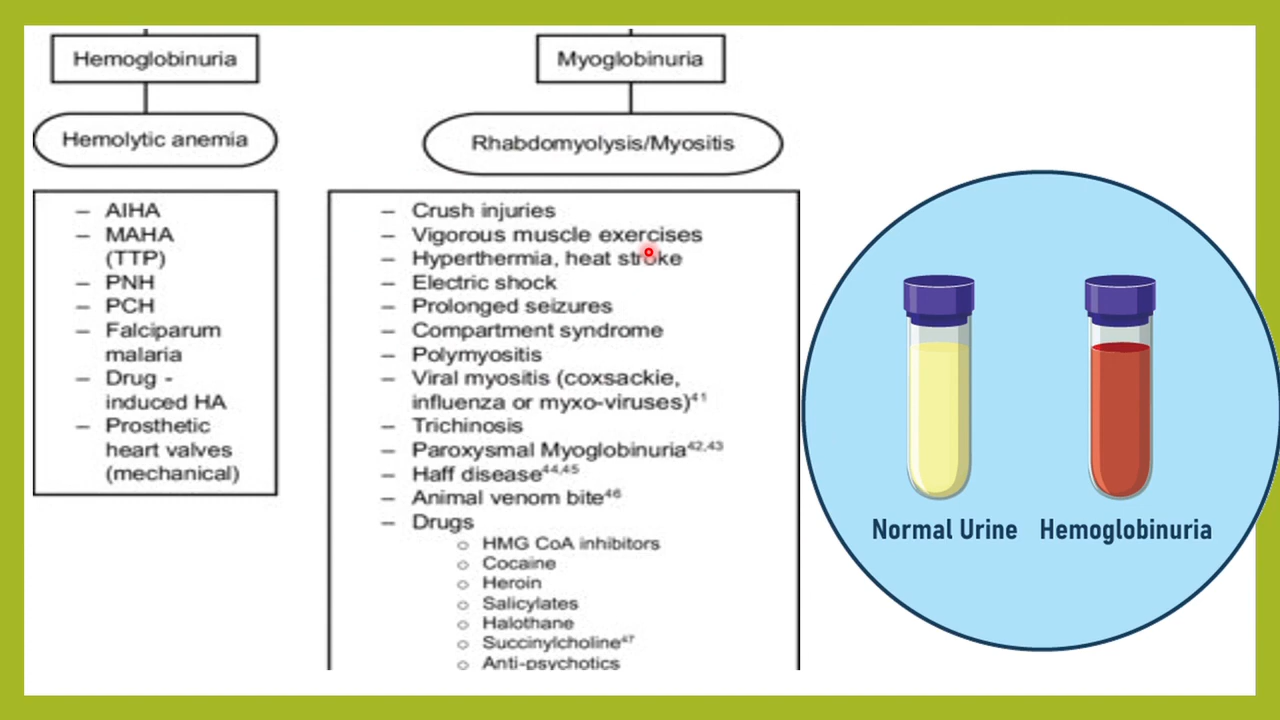 Hemoglobinuria
Hemolytic anemia
– AIHA
– MAHA
(TTP)
– PNH
– PCH
– Falciparum
malaria
– Drug -
induced HA
– Prosthetic
heart valves
(mechanical)
Myoglobinuria
Rhabdomyolysis/Myositis
– Crush injuries
– Vigorous muscle exercises
– Hyperthermia, heat stroke
– Electric shock
– Prolonged seizures
– Compartment syndrome
– Polymyositis
– Viral myositis (coxsackie,
influenza or myxo-viruses)⁴¹
– Trichinosis
– Paroxysmal Myoglobinuria⁴²,⁴³
– Haff disease⁴⁴,⁴⁵
– Animal venom bite⁴⁶
– Drugs
o HMG CoA inhibitors
o Cocaine
o Heroin
o Salicylates
o Halothane
o Succinylcholine⁴⁷
o Anti-psychotics
Normal Urine
Hemoglobinuria